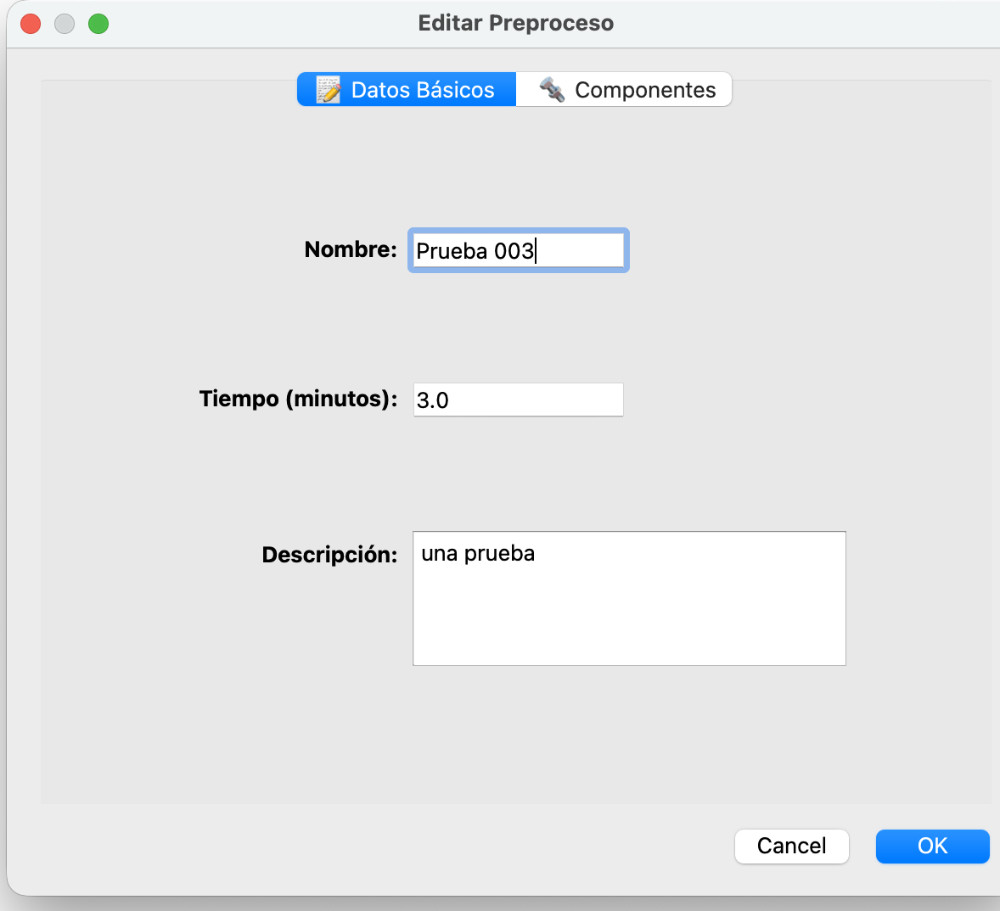 Editar Preproceso
Datos Básicos
Componentes
Nombre: Prueba 003
Tiempo (minutos): 3.0
Descripción: una prueba
Cancel
OK